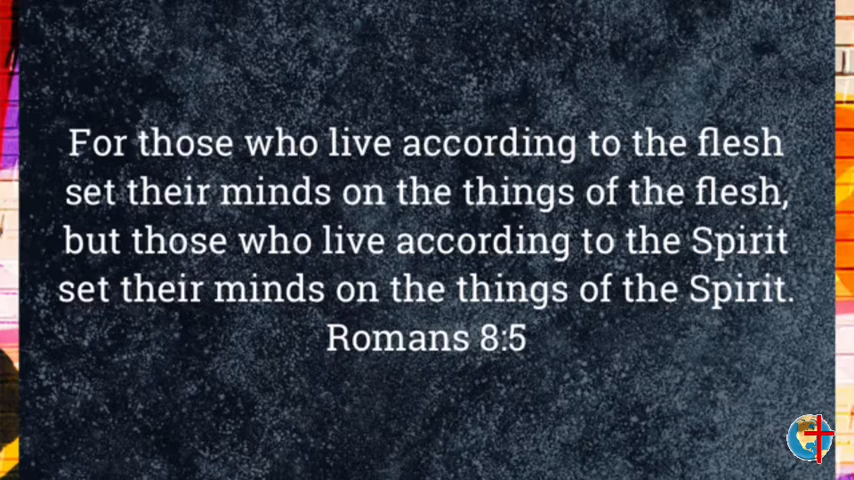 For those who live according to the flesh
set their minds on the things of the flesh,
but those who live according to the Spirit
set their minds on the things of the Spirit.
Romans 8:5